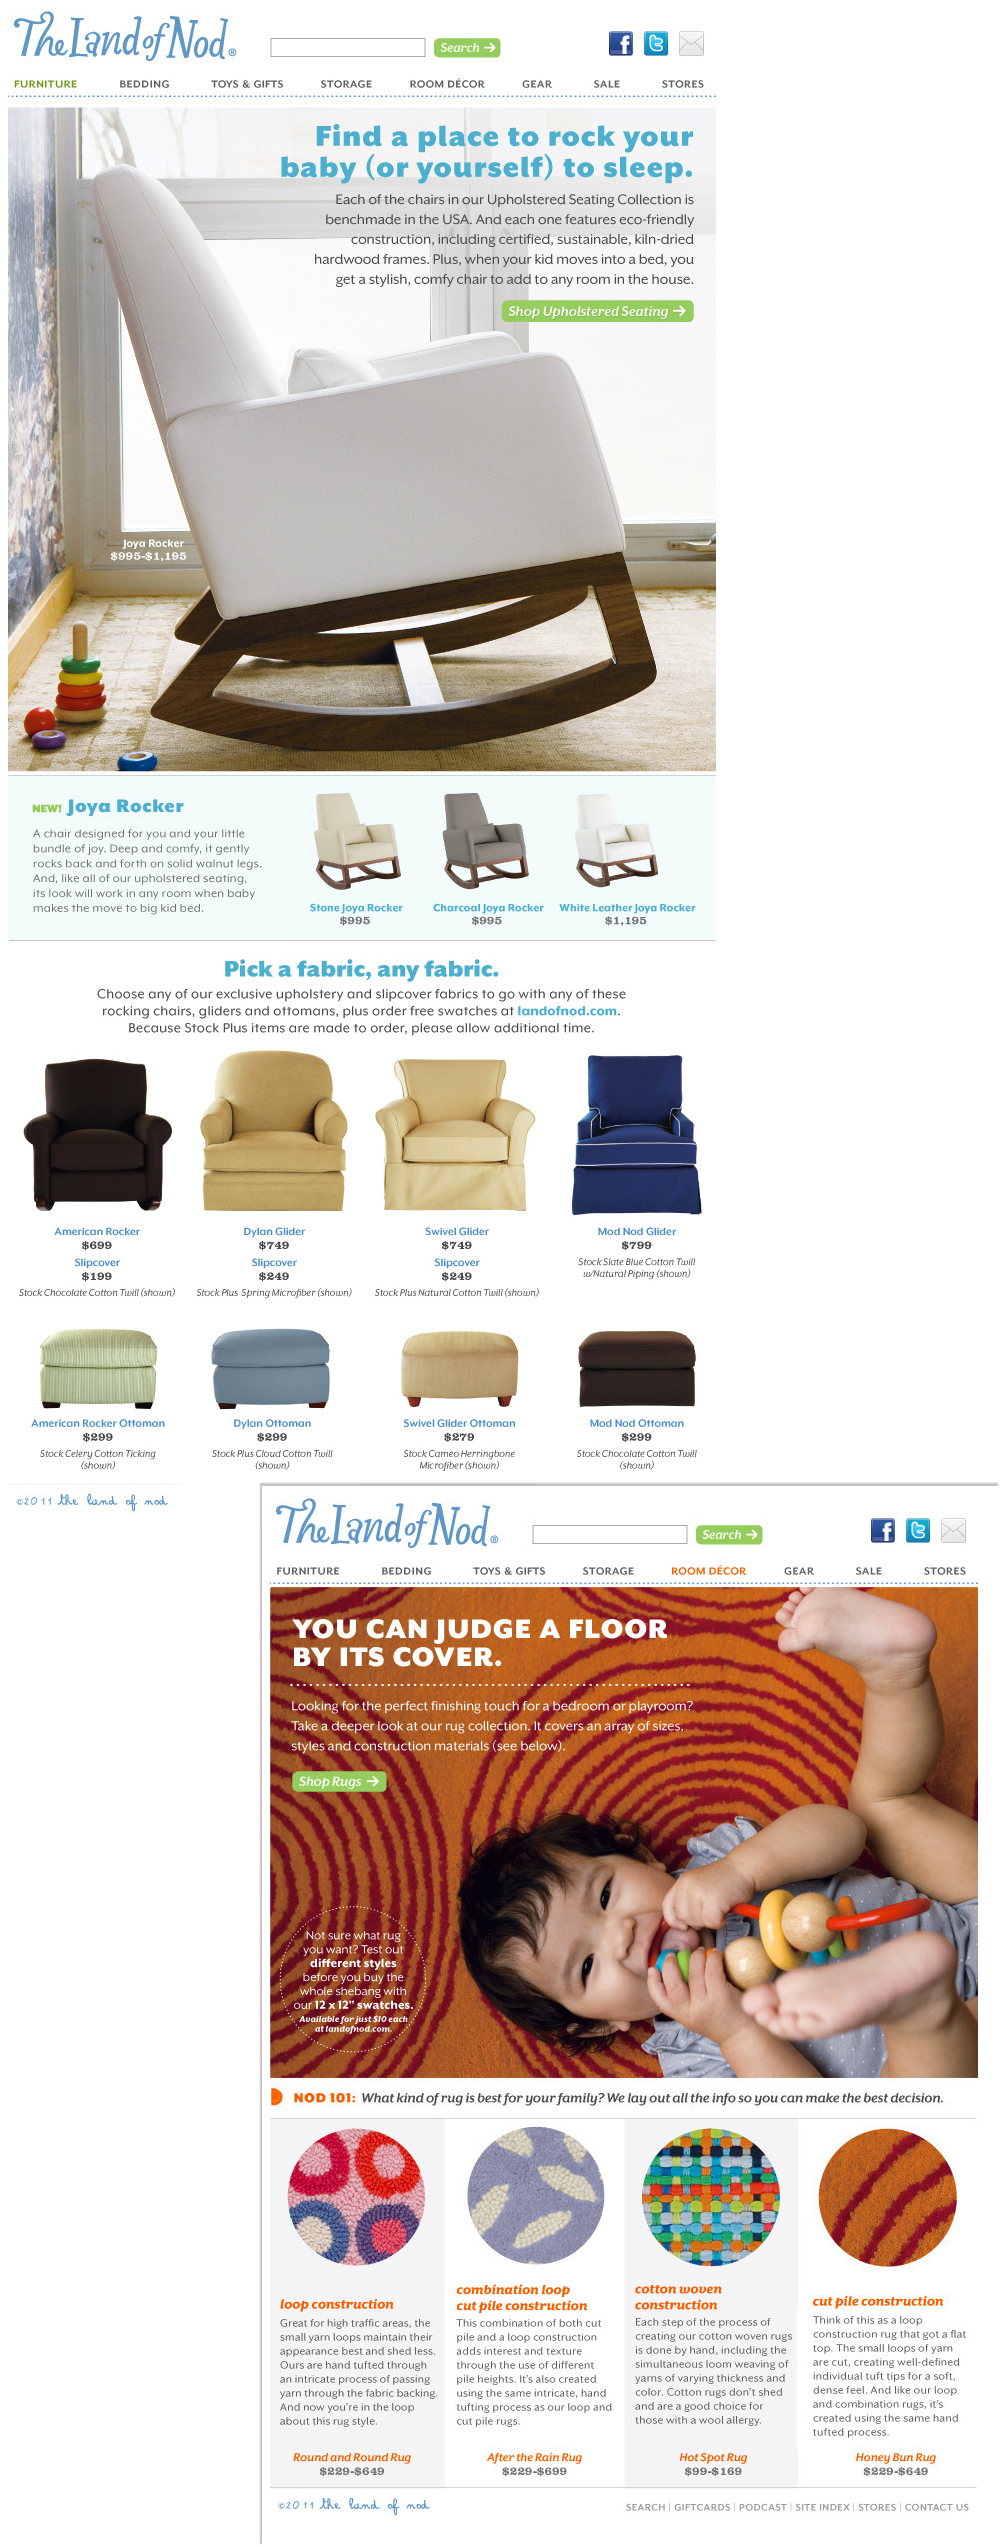 The Land of Nod®
Search →
FURNITURE BEDDING TOYS & GIFTS STORAGE ROOM DÉCOR GEAR SALE STORES
Find a place to rock your
baby (or yourself) to sleep.
Each of the chairs in our Upholstered Seating Collection is
benchmade in the USA. And each one features eco-friendly
construction, including certified, sustainable, kiln-dried
hardwood frames. Plus, when your kid moves into a bed, you
get a stylish, comfy chair to add to any room in the house.
Shop Upholstered Seating →
Joya Rocker
$995-$1,195
NEW! Joya Rocker
A chair designed for you and your little
bundle of joy. Deep and comfy, it gently
rocks back and forth on solid walnut legs.
And, like all of our upholstered seating,
its look will work in any room when baby
makes the move to big kid bed.
Stone Joya Rocker
$995
Charcoal Joya Rocker
$995
White Leather Joya Rocker
$1,195
Pick a fabric, any fabric.
Choose any of our exclusive upholstery and slipcover fabrics to go with any of these
rocking chairs, gliders and ottomans, plus order free swatches at landofnod.com.
Because Stock Plus items are made to order, please allow additional time.
American Rocker
$699
Slipcover
$199
Stock Chocolate Cotton Twill (shown)
Dylan Glider
$749
Slipcover
$249
Stock Plus Spring Microfiber (shown)
Swivel Glider
$749
Slipcover
$249
Stock Plus Natural Cotton Twill (shown)
Mod Nod Glider
$799
Stock Slate Blue Cotton Twill
w/Natural Piping (shown)
American Rocker Ottoman
$299
Stock Celery Cotton Ticking
(shown)
Dylan Ottoman
$299
Stock Plus Cloud Cotton Twill
(shown)
Swivel Glider Ottoman
$279
Stock Cameo Herringbone
Microfiber (shown)
Mod Nod Ottoman
$299
Stock Chocolate Cotton Twill
(shown)
©2011 the land of nod
The Land of Nod®
Search →
FURNITURE BEDDING TOYS & GIFTS STORAGE ROOM DÉCOR GEAR SALE STORES
YOU CAN JUDGE A FLOOR
BY ITS COVER.
Looking for the perfect finishing touch for a bedroom or playroom?
Take a deeper look at our rug collection. It covers an array of sizes,
styles and construction materials (see below).
Shop Rugs →
Not sure what rug
you want? Test out
different styles
before you buy the
whole shebang with
our 12 x 12" swatches.
Available for just $10 each
at landofnod.com.
NOD 101: What kind of rug is best for your family? We lay out all the info so you can make the best decision.
loop construction
Great for high traffic areas, the
small yarn loops maintain their
appearance best and shed less.
Ours are hand tufted through
an intricate process of passing
yarn through the fabric backing.
And now you're in the loop
about this rug style.
Round and Round Rug
$229-$649
combination loop
cut pile construction
This combination of both cut
pile and a loop construction
adds interest and texture
through the use of different
pile heights. It's also created
using the same intricate, hand
tufting process as our loop and
cut pile rugs.
After the Rain Rug
$229-$699
cotton woven
construction
Each step of the process of
creating our cotton woven rugs
is done by hand, including the
simultaneous loom weaving of
yarns of varying thickness and
color. Cotton rugs don't shed
and are a good choice for
those with a wool allergy.
Hot Spot Rug
$99-$169
cut pile construction
Think of this as a loop
construction rug that got a flat
top. The small loops of yarn
are cut, creating well-defined
individual tuft tips for a soft,
dense feel. And like our loop
and combination rugs, it's
created using the same hand
tufted process.
Honey Bun Rug
$229-$649
©2011 the land of nod
SEARCH | GIFTCARDS | PODCAST | SITE INDEX | STORES | CONTACT US